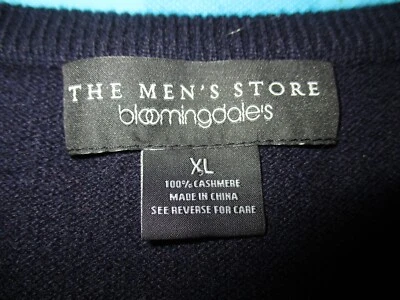 THE MEN'S STORE
bloomingdale's
XL
100% CASHMERE
MADE IN CHINA
SEE REVERSE FOR CARE